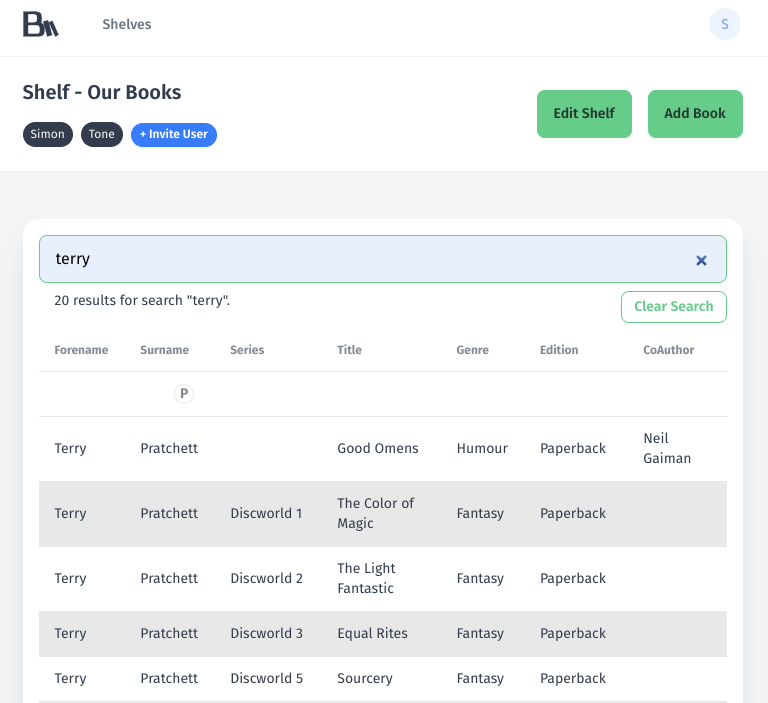 Bm Shelves S
Shelf - Our Books
Simon Tone + Invite User
Edit Shelf Add Book
terry
20 results for search "terry".
Clear Search
Forename Surname Series Title Genre Edition CoAuthor
P
Terry Pratchett Good Omens Humour Paperback Neil Gaiman
Terry Pratchett Discworld 1 The Color of Magic Fantasy Paperback
Terry Pratchett Discworld 2 The Light Fantastic Fantasy Paperback
Terry Pratchett Discworld 3 Equal Rites Fantasy Paperback
Terry Pratchett Discworld 5 Sourcery Fantasy Paperback